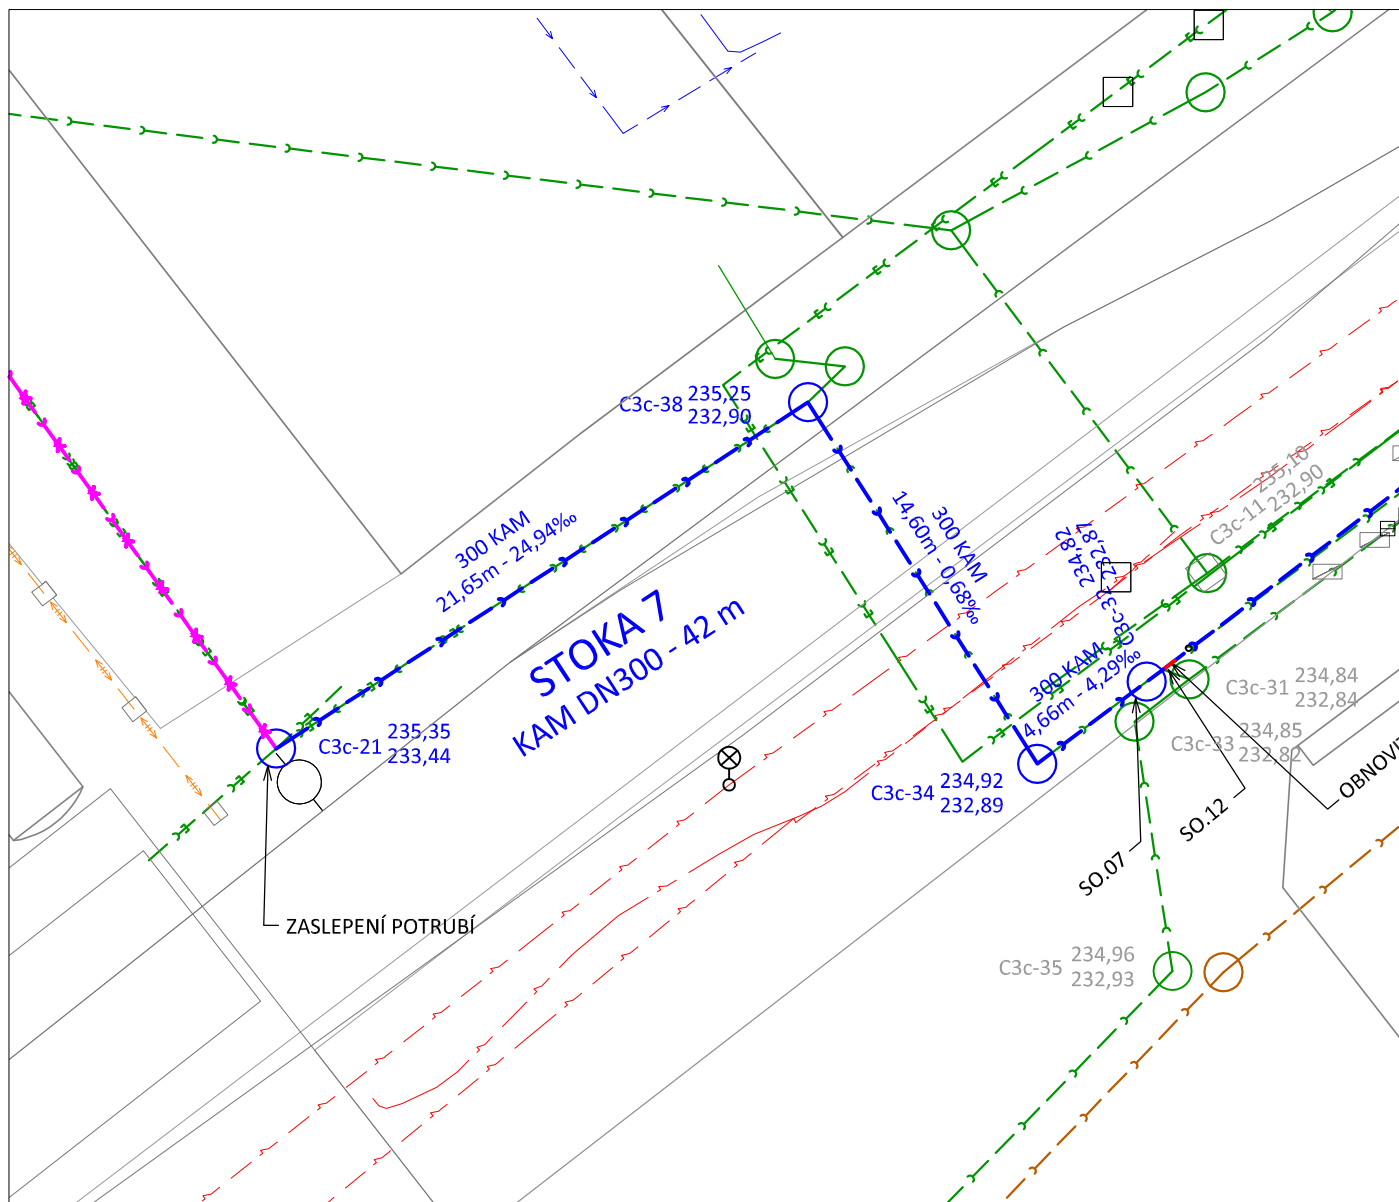 C3c-38 235,25
232,90
300 KAM
21,65m - 24,94‰
STOKA 7
KAM DN300 - 42 m
C3c-21 235,35
233,44
ZASLEPENÍ POTRUBÍ
300 KAM
14,60m - 0,68‰
234,82
232,87
235,10
C3c-11 232,90
300 KAM
4,66m - 4,29‰
C3c-34 234,92
232,89
C3c-31 234,84
232,84
C3c-33 234,85
232,82
SO.07
SO.12
C3c-35 234,96
232,93